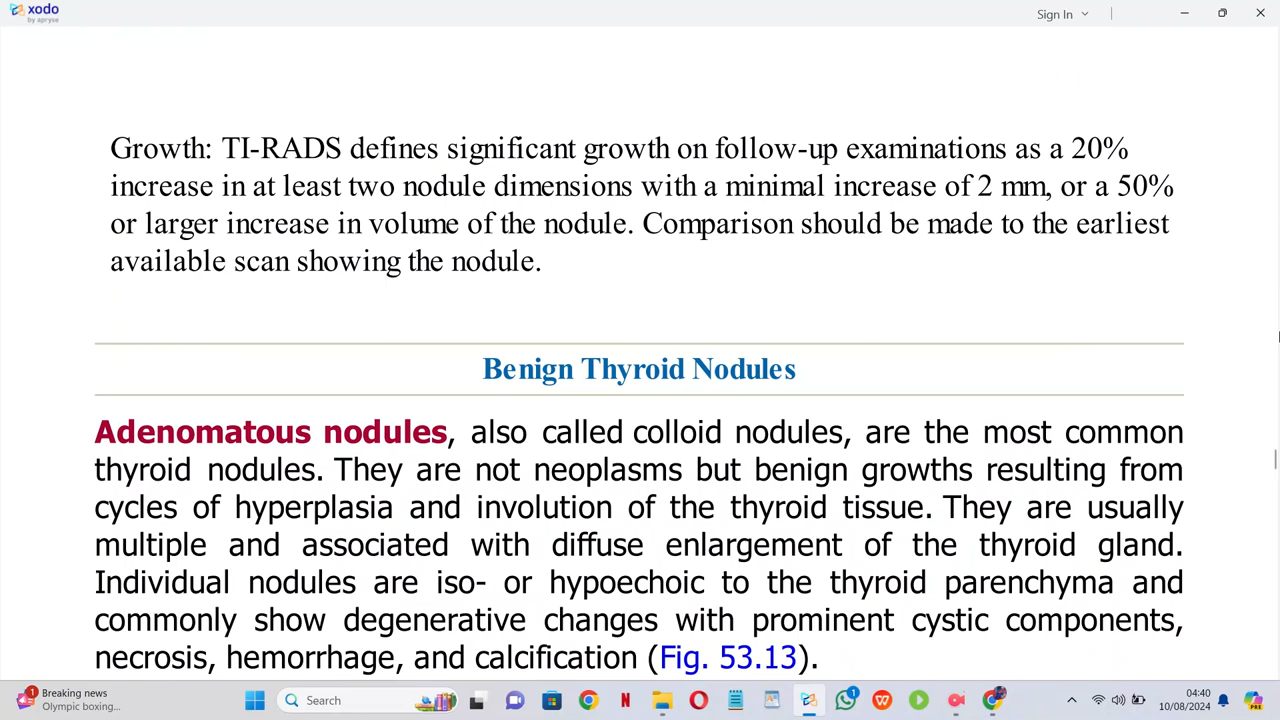 xodo
by apryse
Sign In
Growth: TI-RADS defines significant growth on follow-up examinations as a 20%
increase in at least two nodule dimensions with a minimal increase of 2 mm, or a 50%
or larger increase in volume of the nodule. Comparison should be made to the earliest
available scan showing the nodule.
Benign Thyroid Nodules
Adenomatous nodules, also called colloid nodules, are the most common
thyroid nodules. They are not neoplasms but benign growths resulting from
cycles of hyperplasia and involution of the thyroid tissue. They are usually
multiple and associated with diffuse enlargement of the thyroid gland.
Individual nodules are iso- or hypoechoic to the thyroid parenchyma and
commonly show degenerative changes with prominent cystic components,
necrosis, hemorrhage, and calcification (Fig. 53.13).
1
Breaking news
Olympic boxing...
Search
N
1
W
04:40
10/08/2024
PRE